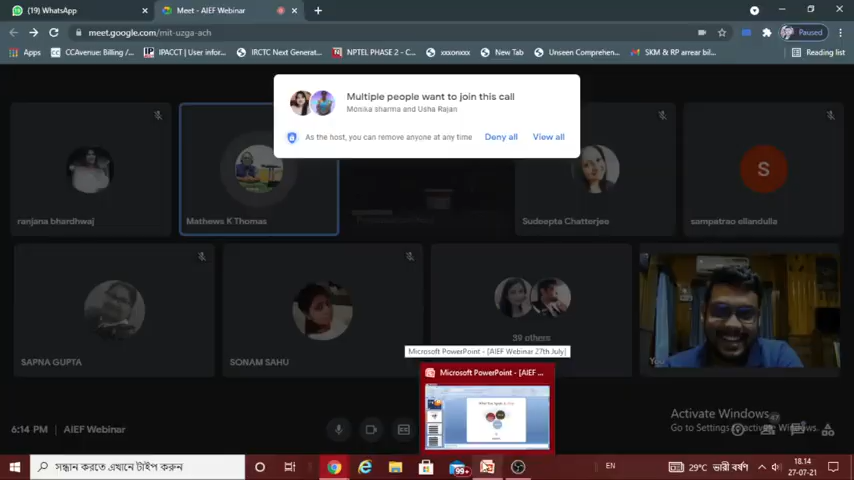 (19) WhatsApp
Meet - AIEF Webinar
meet.google.com/mit-uzga-ach
Paused
Apps
CCAvenue: Billing /...
IPACCT | User infor...
IRCTC Next Generat...
NPTEL PHASE 2 - C...
xxxonixx
New Tab
Unseen Comprehen...
SKM & RP arrear bil...
Reading list
Multiple people want to join this call
Monika sharma and Usha Rajan
As the host, you can remove anyone at any time
Deny all
View all
ranjana bhardhwaj
Mathews K Thomas
Sudeepta Chatterjee
S
sampatrao ellandulla
SAPNA GUPTA
SONAM SAHU
39 others
You
Microsoft PowerPoint - [AIEF Webinar 27th July]
Microsoft PowerPoint - [AIEF ...
6:14 PM
AIEF Webinar
47
Activate Windows
Go to Settings to activate Windows.
সন্ধান করতে এখানে টাইপ করুন
99+
EN
29°C ভারী বর্ষণ
18.14
27-07-21